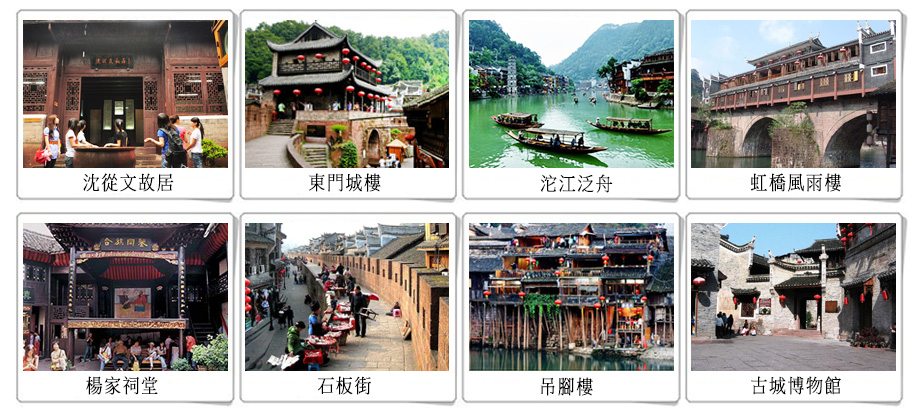 沈從文故居
東門城樓
沱江泛舟
虹橋風雨樓
楊家祠堂
石板街
吊腳樓
古城博物館